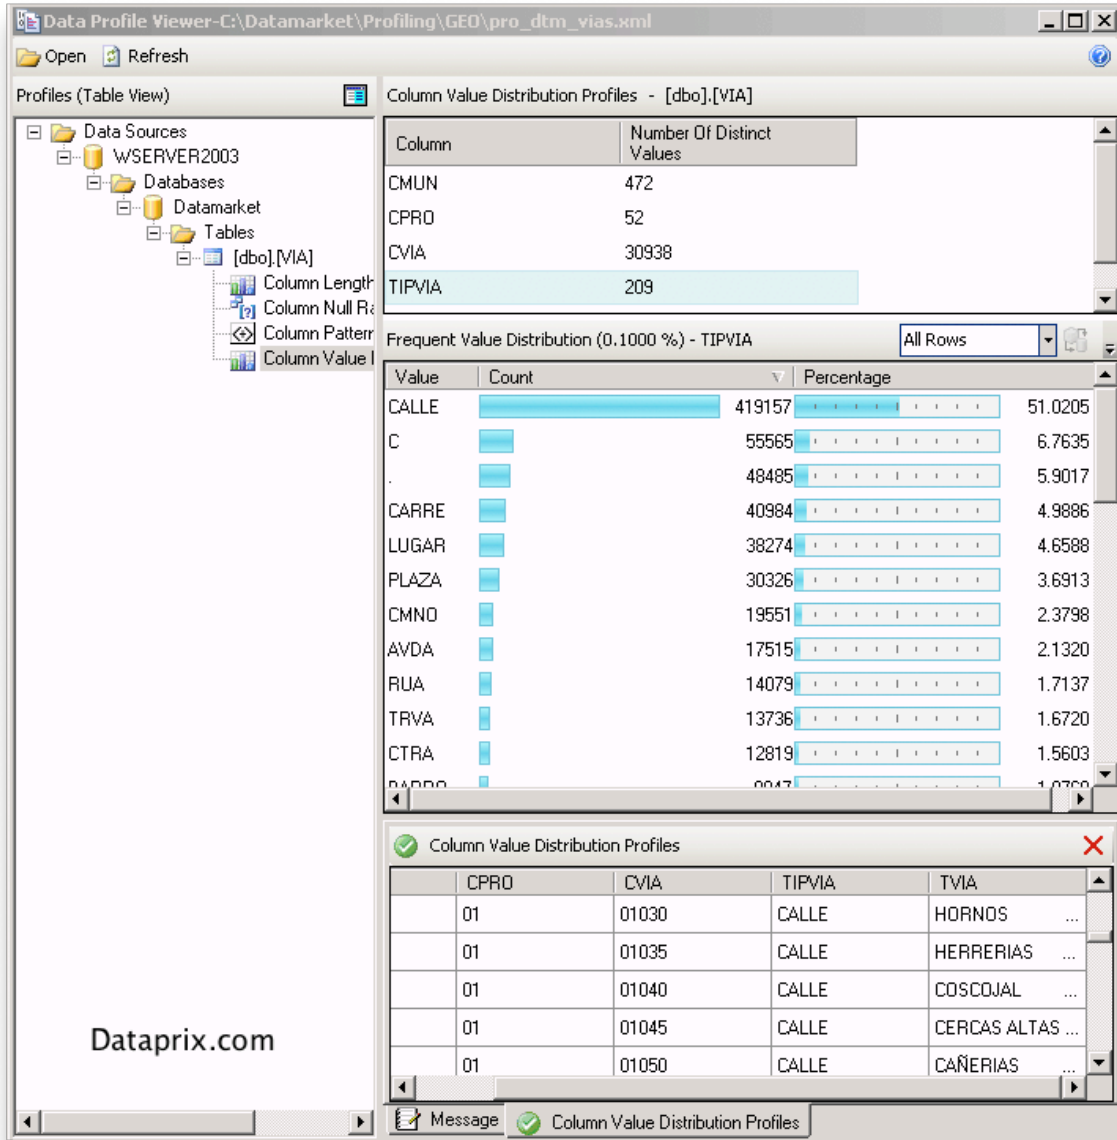 Data Profile Viewer-C:\Datamarket\Profiling\GEO\pro_dtm_vias.xml
Open Refresh
Profiles (Table View)
Data Sources
WSERVER2003
Databases
Datamarket
Tables
[dbo].[VIA]
Column Length
Column Null Ra
Column Pattern
Column Value
Dataprix.com
Column Value Distribution Profiles - [dbo].[VIA]
Column Number Of Distinct Values
CMUN 472
CPRO 52
CVIA 30938
TIPVIA 209
Frequent Value Distribution (0.1000 %) - TIPVIA All Rows
Value Count Percentage
CALLE 419157 51.0205
C 55565 6.7635
. 48485 5.9017
CARRE 40984 4.9886
LUGAR 38274 4.6588
PLAZA 30326 3.6913
CMNO 19551 2.3798
AVDA 17515 2.1320
RUA 14079 1.7137
TRVA 13736 1.6720
CTRA 12819 1.5603
Column Value Distribution Profiles
CPRO CVIA TIPVIA TVIA
01 01030 CALLE HORNOS ...
01 01035 CALLE HERRERIAS ...
01 01040 CALLE COSCOJAL ...
01 01045 CALLE CERCAS ALTAS ...
01 01050 CALLE CAÑERIAS ...
Message Column Value Distribution Profiles